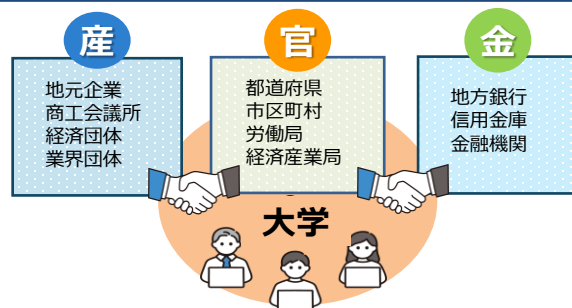 産
地元企業
商工会議所
経済団体
業界団体
官
都道府県
市区町村
労働局
経済産業局
金
地方銀行
信用金庫
金融機関
大学